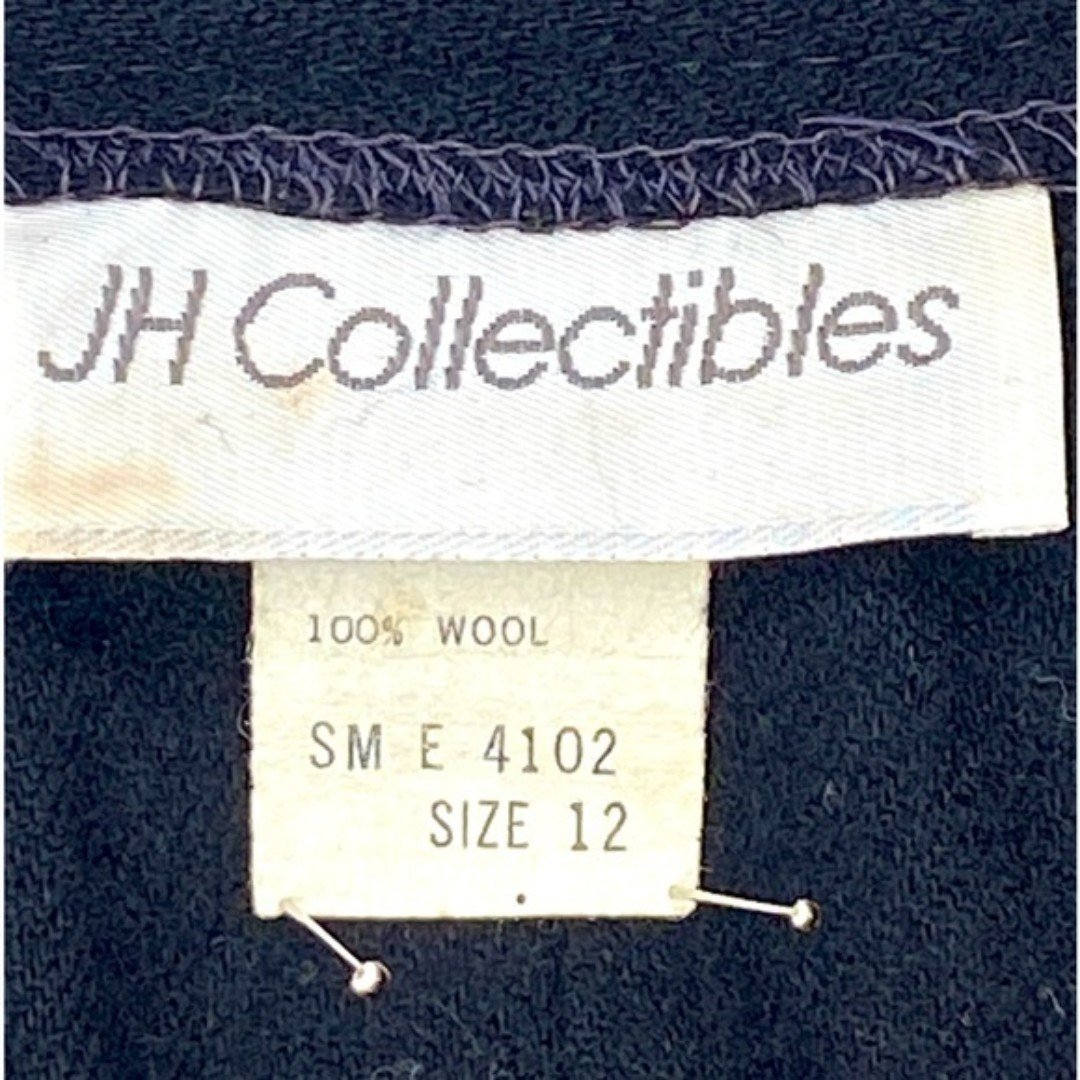 JH Collectibles
100% WOOL
SM E 4102
SIZE 12